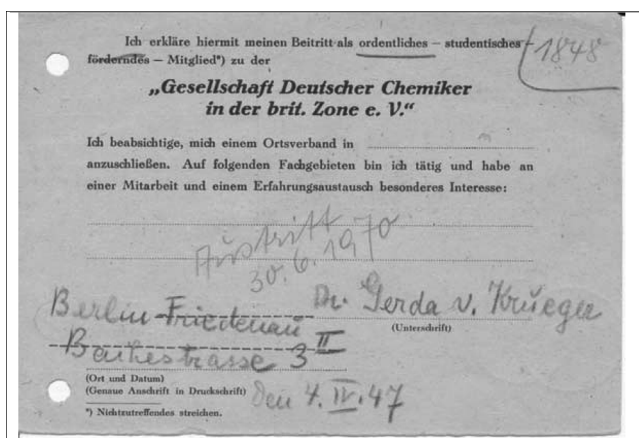 Ich erkläre hiermit meinen Beitritt als ordentliches — studentisches —
förderndes — Mitglied*) zu der
1848
„Gesellschaft Deutscher Chemiker
in der brit. Zone e. V.“
Ich beabsichtige, mich einem Ortsverband in
anzuschließen. Auf folgenden Fachgebieten bin ich tätig und habe an
einer Mitarbeit und einem Erfahrungsaustausch besonderes Interesse:
Austritt
30.6.1970
Berlin-Friedenau
Dr. Gerda v. Krueger
(Unterschrift)
3 II
(Ort und Datum)
(Genaue Anschrift in Druckschrift)
den 4. IV. 47
*) Nichtzutreffendes streichen.